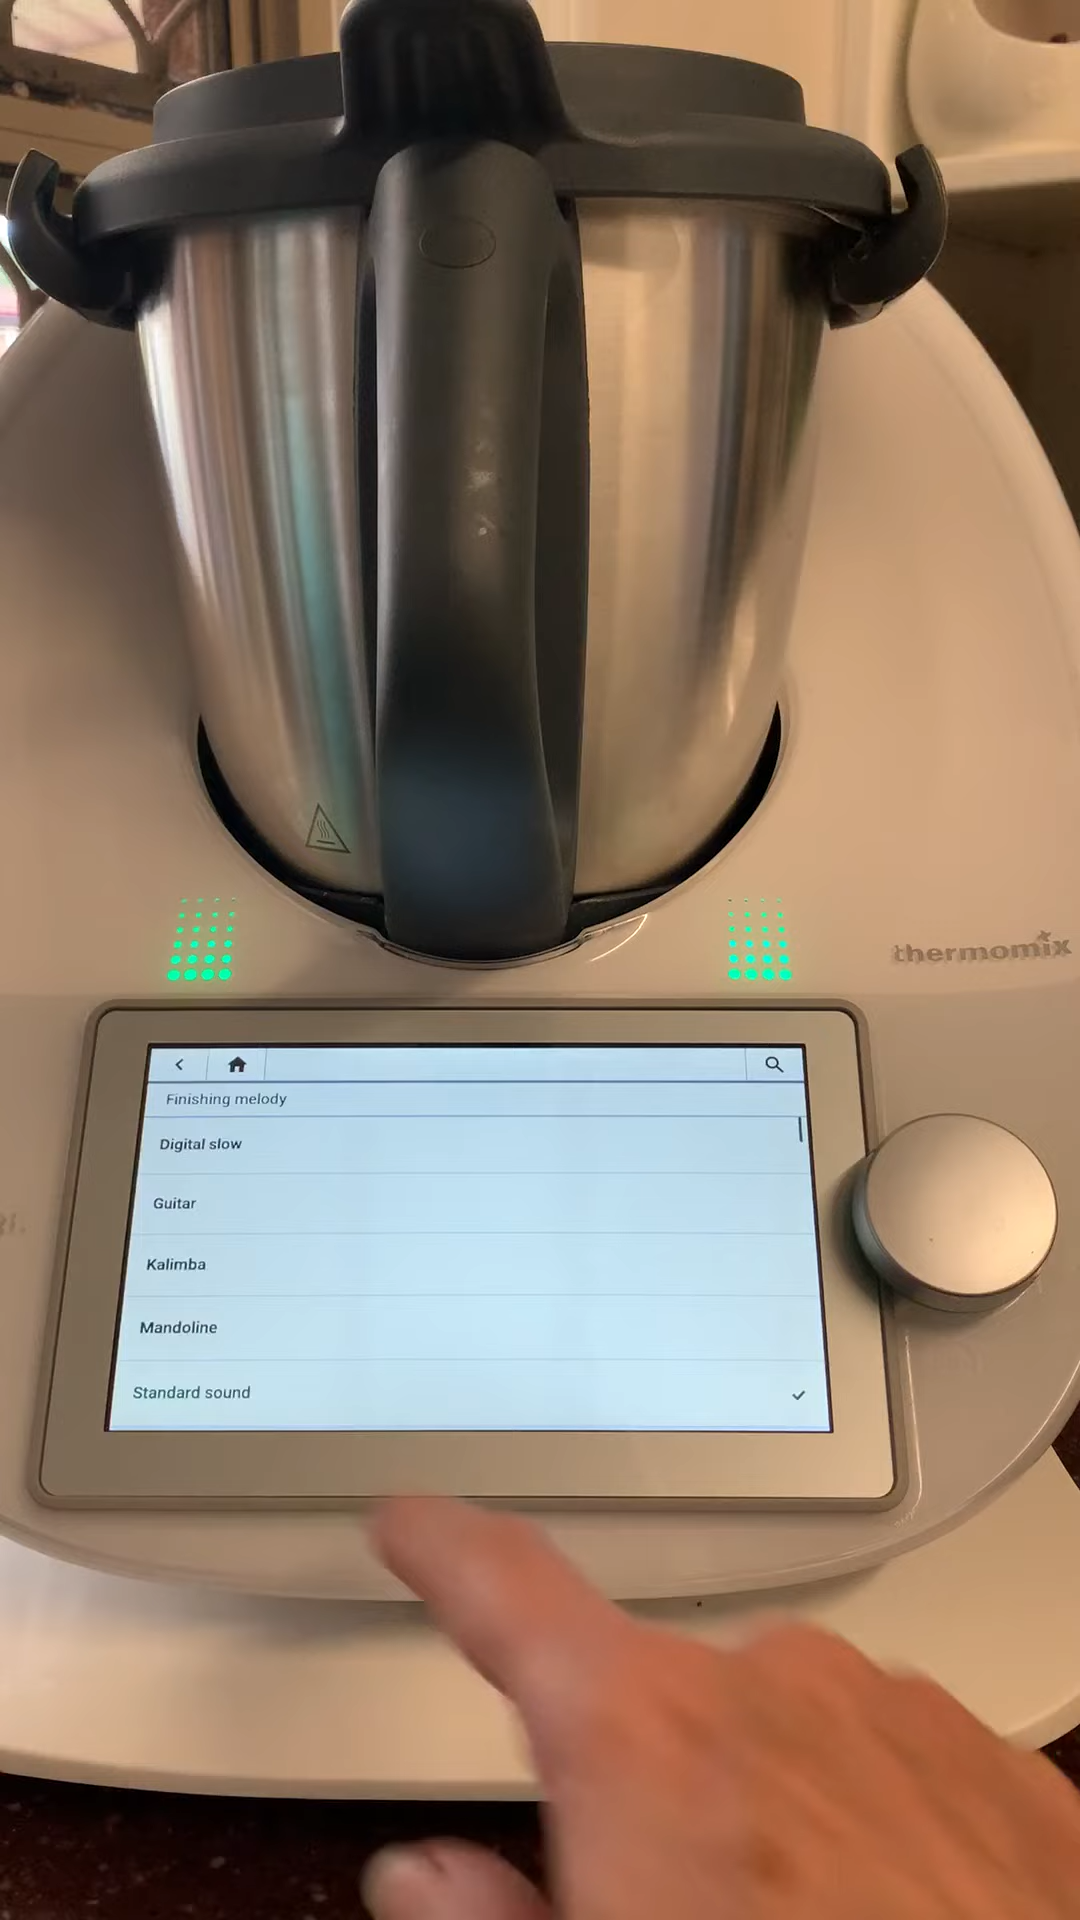 thermomix
Finishing melody
Digital slow
Guitar
Kalimba
Mandoline
Standard sound